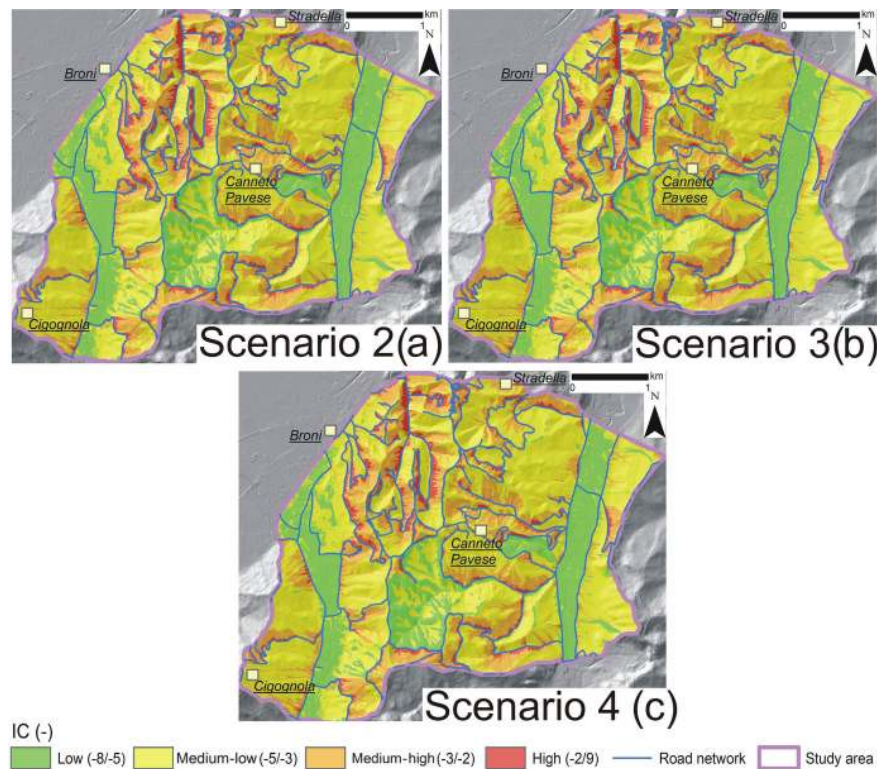 Stradella
km
0 1
N
Broni
Canneto
Pavese
Cigognola
Scenario 2(a)
Stradella
km
0 1
N
Broni
Canneto
Pavese
Cigognola
Scenario 3(b)
Stradella
km
0 1
N
Broni
Canneto
Pavese
Cigognola
Scenario 4 (c)
IC (-)
Low (-8/-5) Medium-low (-5/-3) Medium-high (-3/-2) High (-2/9) Road network Study area